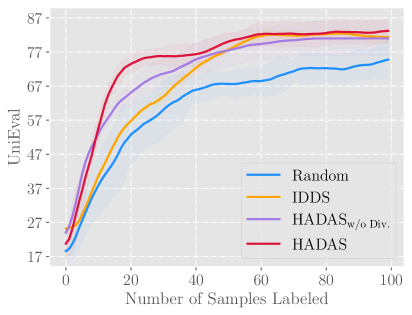 87
77
67
57
47
37
27
17
UniEval
0
20
40
60
80
100
Number of Samples Labeled
Random
IDDS
HADAS w/o Div.
HADAS